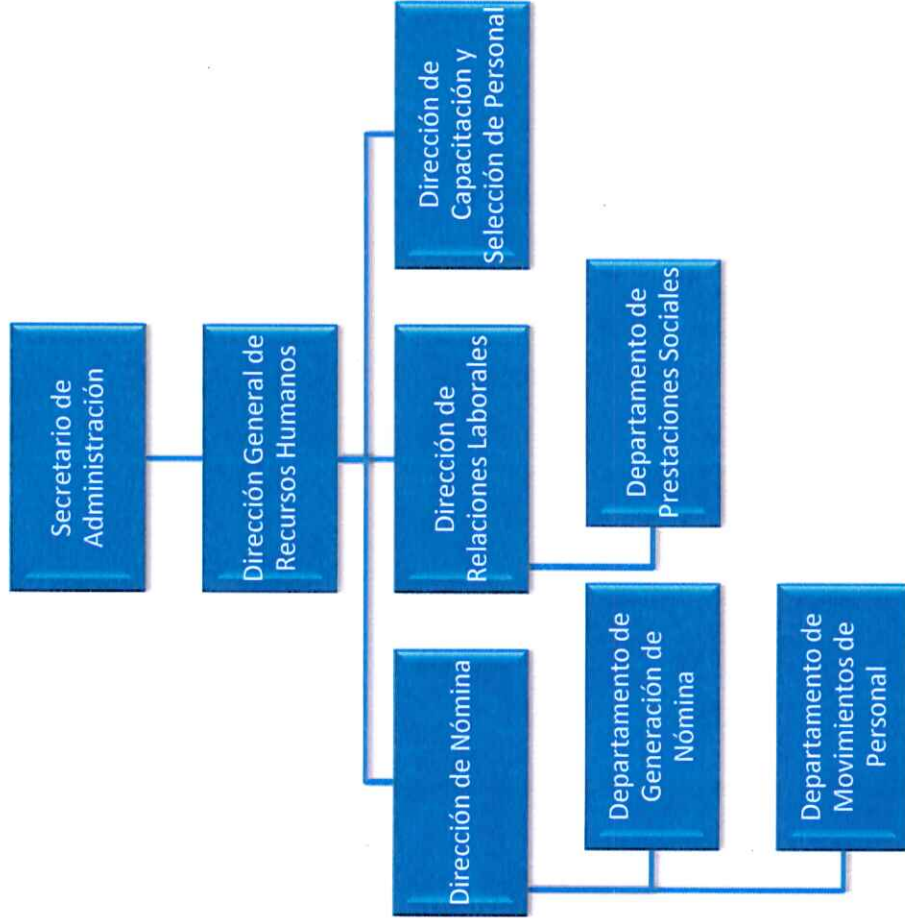 Secretario de
Administración
Dirección General de
Recursos Humanos
Dirección de Nómina
Dirección de
Relaciones Laborales
Dirección de
Capacitación y
Selección de Personal
Departamento de
Generación de
Nómina
Departamento de
Prestaciones Sociales
Departamento de
Movimientos de
Personal